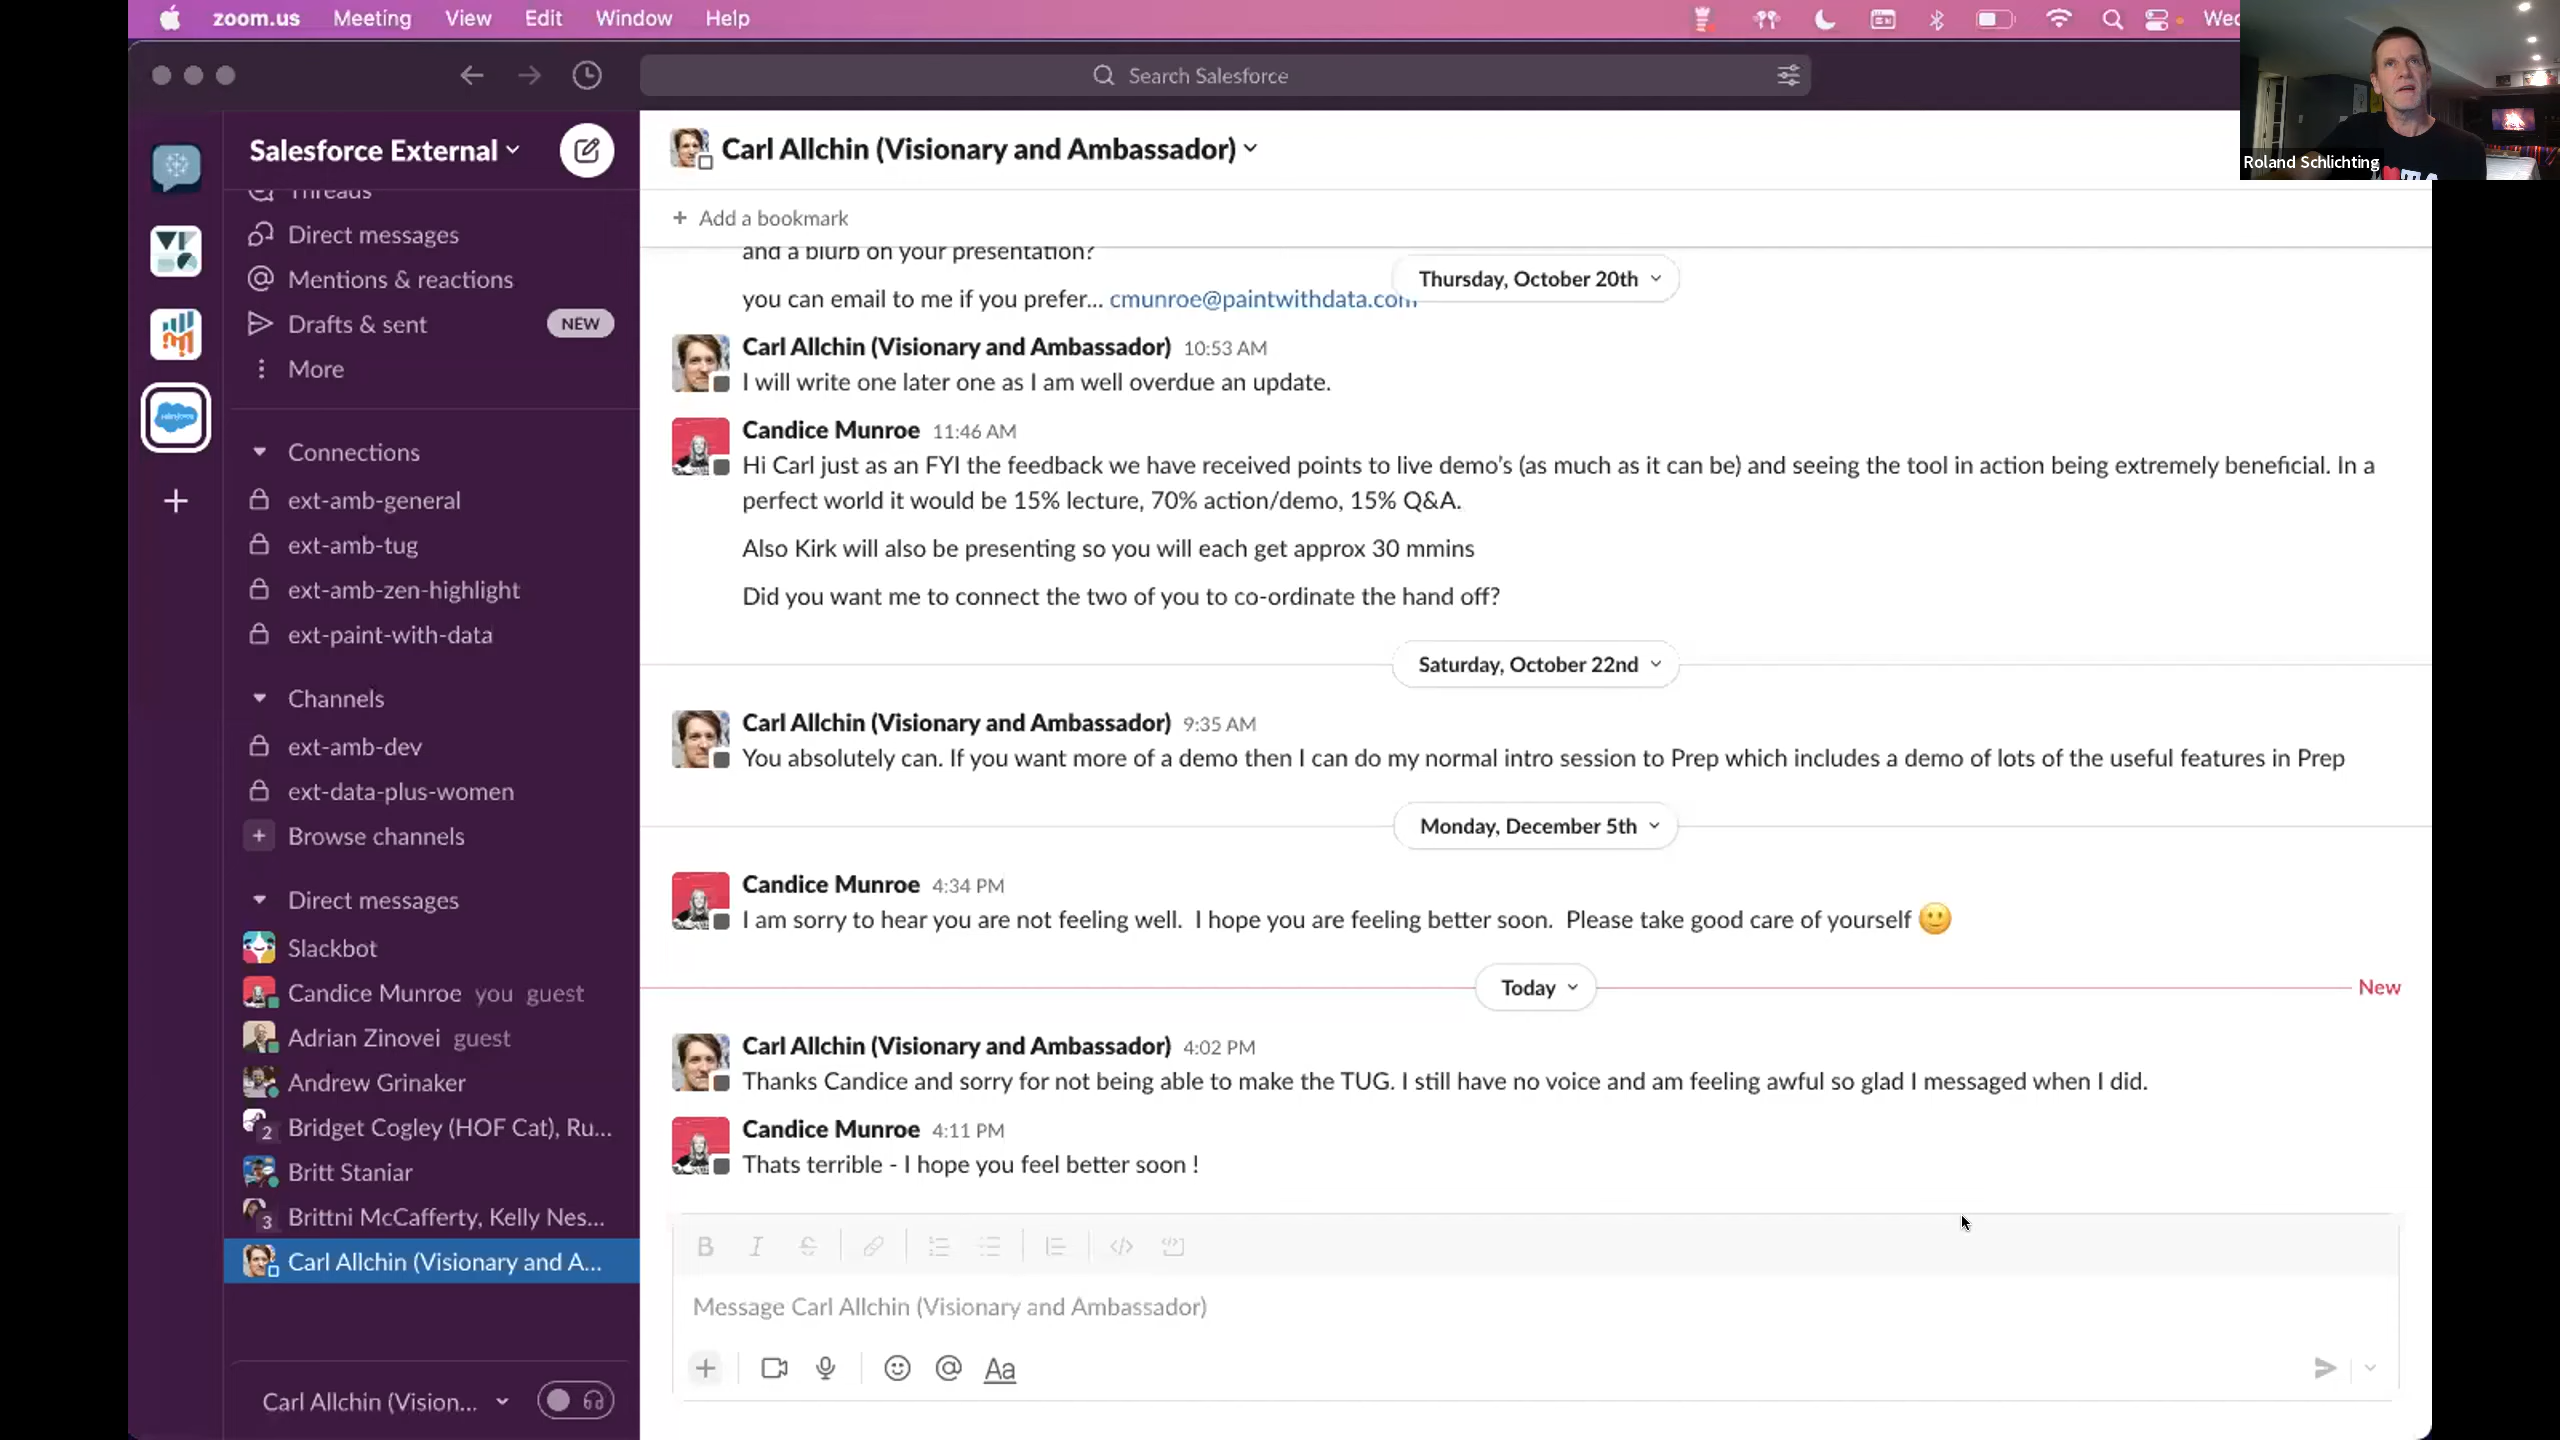 zoom.us Meeting View Edit Window Help
Search Salesforce
Roland Schlichting
Salesforce External
Threads
Direct messages
Mentions & reactions
Drafts & sent NEW
More
Connections
ext-amb-general
ext-amb-tug
ext-amb-zen-highlight
ext-paint-with-data
Channels
ext-amb-dev
ext-data-plus-women
Browse channels
Direct messages
Slackbot
Candice Munroe you guest
Adrian Zinovei guest
Andrew Grinaker
2 Bridget Cogley (HOF Cat), Ru...
Britt Staniar
3 Brittni McCafferty, Kelly Nes...
Carl Allchin (Visionary and A...
Carl Allchin (Vision...
Carl Allchin (Visionary and Ambassador)
+ Add a bookmark
and a blurb on your presentation?
Thursday, October 20th
you can email to me if you prefer... cmunroe@paintwithdata.com
Carl Allchin (Visionary and Ambassador) 10:53 AM
I will write one later one as I am well overdue an update.
Candice Munroe 11:46 AM
Hi Carl just as an FYI the feedback we have received points to live demo's (as much as it can be) and seeing the tool in action being extremely beneficial. In a
perfect world it would be 15% lecture, 70% action/demo, 15% Q&A.
Also Kirk will also be presenting so you will each get approx 30 mmins
Did you want me to connect the two of you to co-ordinate the hand off?
Saturday, October 22nd
Carl Allchin (Visionary and Ambassador) 9:35 AM
You absolutely can. If you want more of a demo then I can do my normal intro session to Prep which includes a demo of lots of the useful features in Prep
Monday, December 5th
Candice Munroe 4:34 PM
I am sorry to hear you are not feeling well. I hope you are feeling better soon. Please take good care of yourself 🙂
Today
New
Carl Allchin (Visionary and Ambassador) 4:02 PM
Thanks Candice and sorry for not being able to make the TUG. I still have no voice and am feeling awful so glad I messaged when I did.
Candice Munroe 4:11 PM
Thats terrible - I hope you feel better soon !
B I S
Message Carl Allchin (Visionary and Ambassador)
+ @ Aa